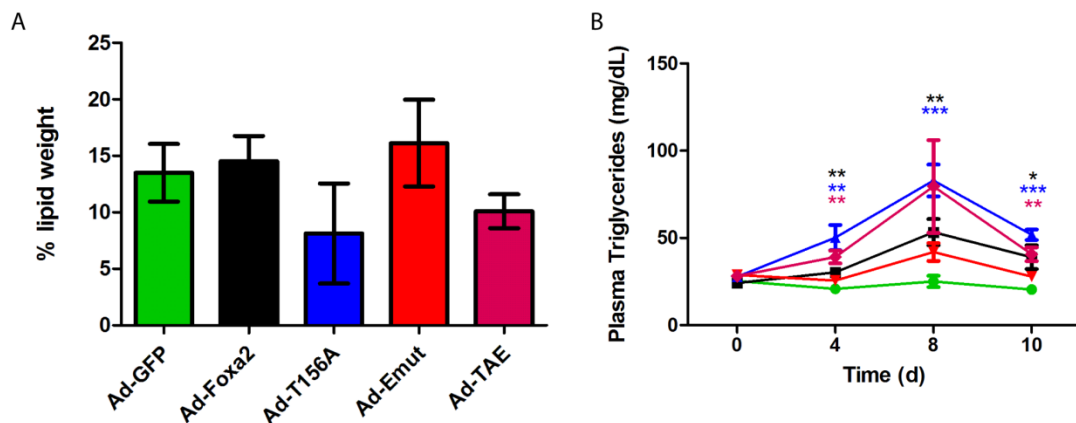 A
% lipid weight
25
20
15
10
5
0
Ad-GFP
Ad-Foxa2
Ad-T156A
Ad-Emut
Ad-TAE
B
Plasma Triglycerides (mg/dL)
150
100
50
0
**
**
**
**
***
*
***
**
0 4 8 10
Time (d)